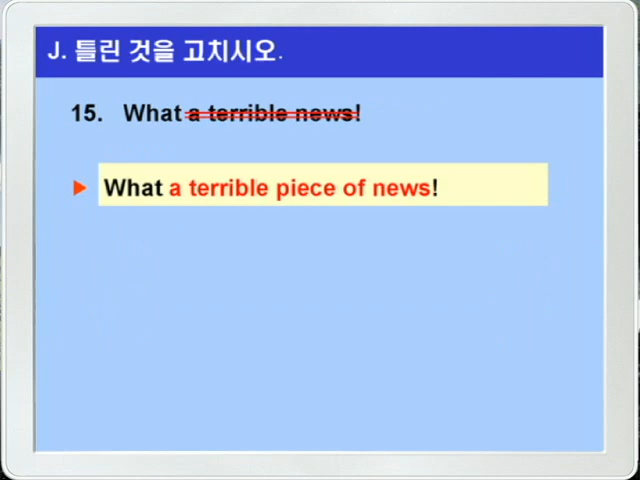 J. 틀린 것을 고치시오.
15. What a terrible news!
▶ What a terrible piece of news!